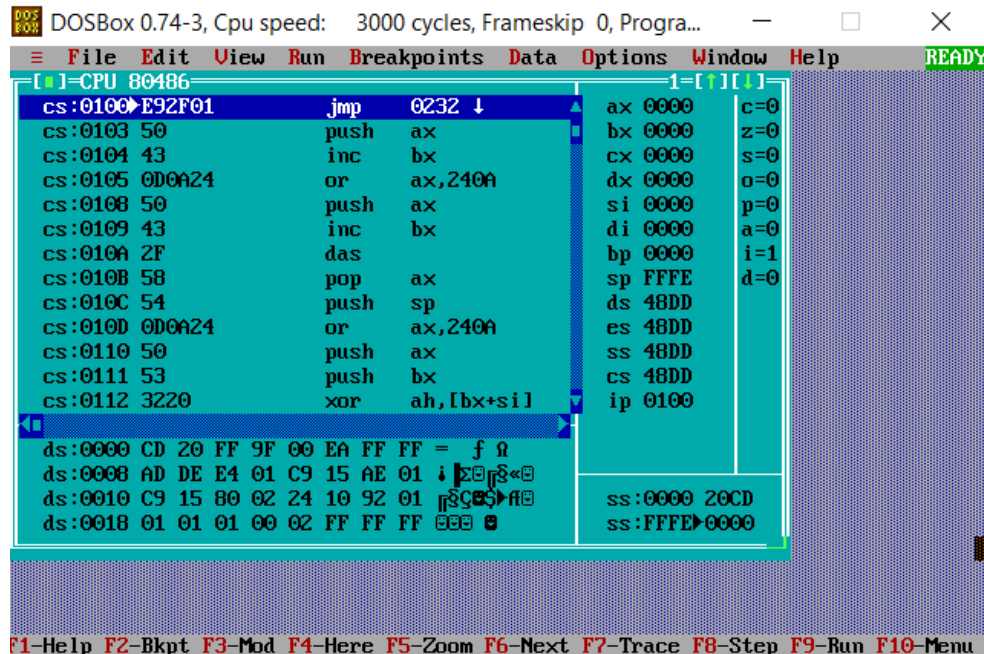 DOS BOX DOSBox 0.74-3, Cpu speed: 3000 cycles, Frameskip 0, Progra...
≡ File Edit View Run Breakpoints Data Options Window Help READY
[■]=CPU 80486 1=[↑][↓]
cs:0100►E92F01 jmp 0232 ↓ ax 0000 c=0
cs:0103 50 push ax bx 0000 z=0
cs:0104 43 inc bx cx 0000 s=0
cs:0105 0D0A24 or ax,240A dx 0000 o=0
cs:0108 50 push ax si 0000 p=0
cs:0109 43 inc bx di 0000 a=0
cs:010A 2F das bp 0000 i=1
cs:010B 58 pop ax sp FFFE d=0
cs:010C 54 push sp ds 48DD
cs:010D 0D0A24 or ax,240A es 48DD
cs:0110 50 push ax ss 48DD
cs:0111 53 push bx cs 48DD
cs:0112 3220 xor ah,[bx+si] ip 0100
ds:0000 CD 20 FF 9F 00 EA FF FF = ƒ Ω
ds:0008 AD DE E4 01 C9 15 AE 01 ¡▐Σ☺╔§«☺
ds:0010 C9 15 80 02 24 10 92 01 ╔§Ç☻$►Æ☺ ss:0000 20CD
ds:0018 01 01 01 00 02 FF FF FF ☺☺☺ ☻ ss:FFFE►0000
F1-Help F2-Bkpt F3-Mod F4-Here F5-Zoom F6-Next F7-Trace F8-Step F9-Run F10-Menu